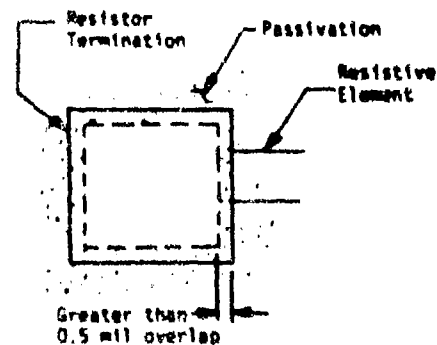 Resistor
Termination
Passivation
Resistive
Element
Greater than
0.5 mil overlap